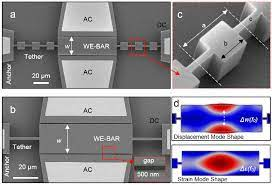 a
AC
DC
w
WE-BAR
Tether
Anchor
20 μm
AC
c
a
b
b
AC
DC
w
WE-BAR
gap
Tether
Anchor
20 μm
AC
500 nm
d
Displacement Mode Shape
Strain Mode Shape